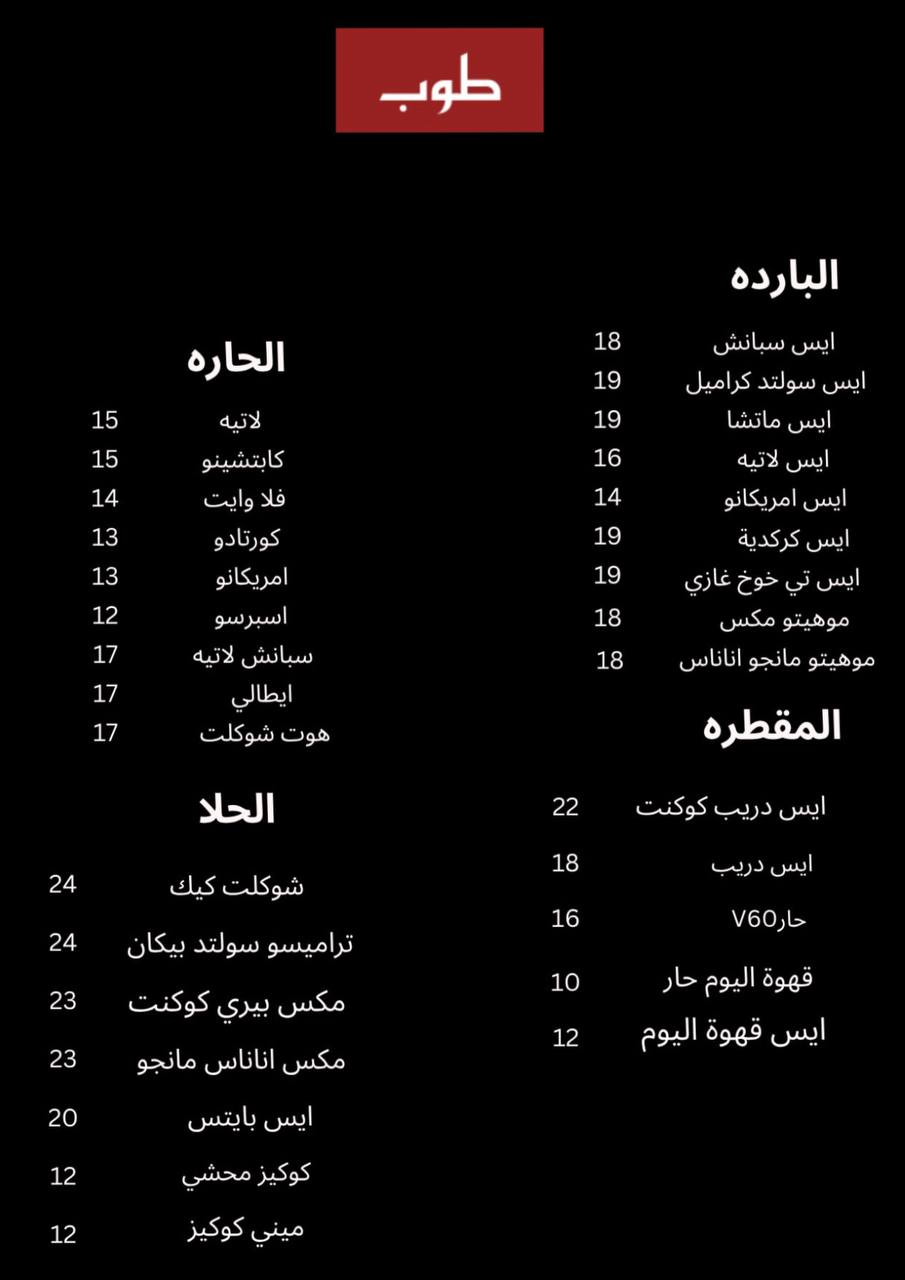 طوب
البارده
ايس سبانش 18
ايس سولتد كراميل 19
ايس ماتشا 19
ايس لاتيه 16
ايس امريكانو 14
ايس كركدية 19
ايس تي خوخ غازي 19
موهيتو مكس 18
موهيتو مانجو اناناس 18
المقطره
ايس دريب كوكنت 22
ايس دريب 18
حارV60 16
قهوة اليوم حار 10
ايس قهوة اليوم 12
الحاره
لاتيه 15
كابتشينو 15
فلا وايت 14
كورتادو 13
امريكانو 13
اسبرسو 12
سبانش لاتيه 17
ايطالي 17
هوت شوكلت 17
الحلا
شوكلت كيك 24
تراميسو سولتد بيكان 24
مكس بيري كوكنت 23
مكس اناناس مانجو 23
ايس بايتس 20
كوكيز محشي 12
ميني كوكيز 12